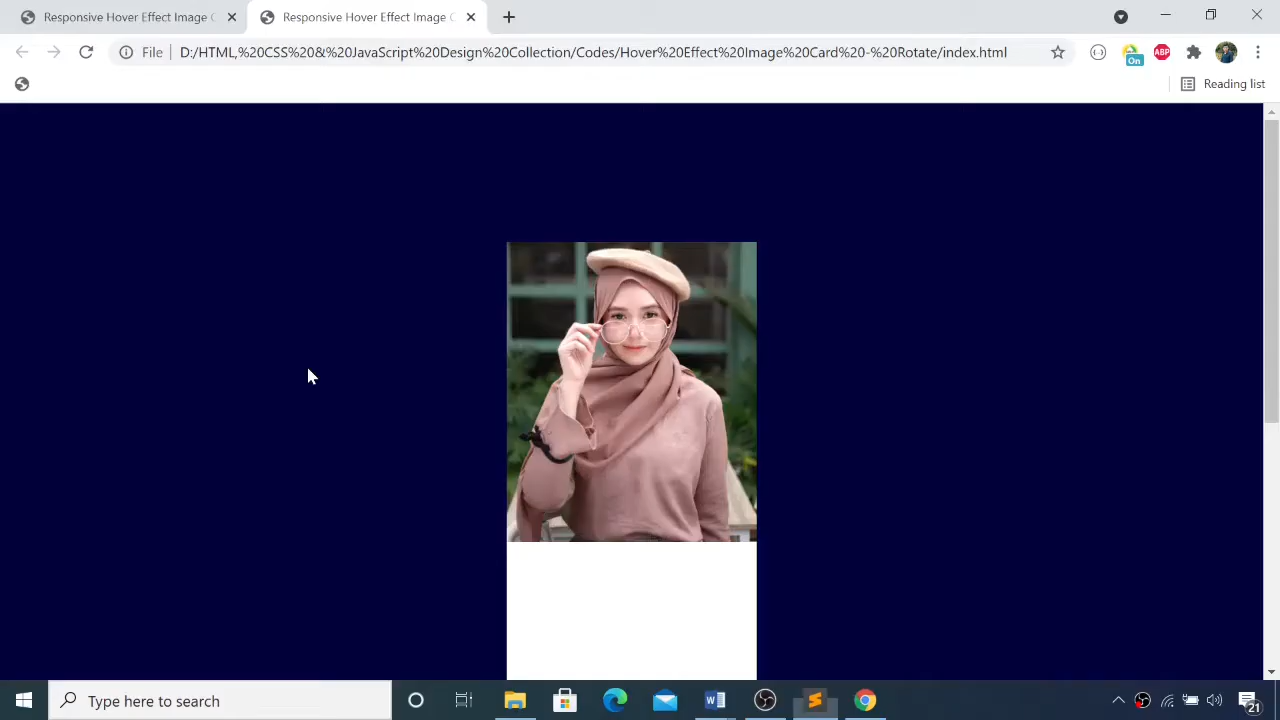 Responsive Hover Effect Image C
Responsive Hover Effect Image C
File
D:/HTML,%20CSS%20&%20JavaScript%20Design%20Collection/Codes/Hover%20Effect%20Image%20Card%20-%20Rotate/index.html
On
ABP
Reading list
Type here to search
W
21